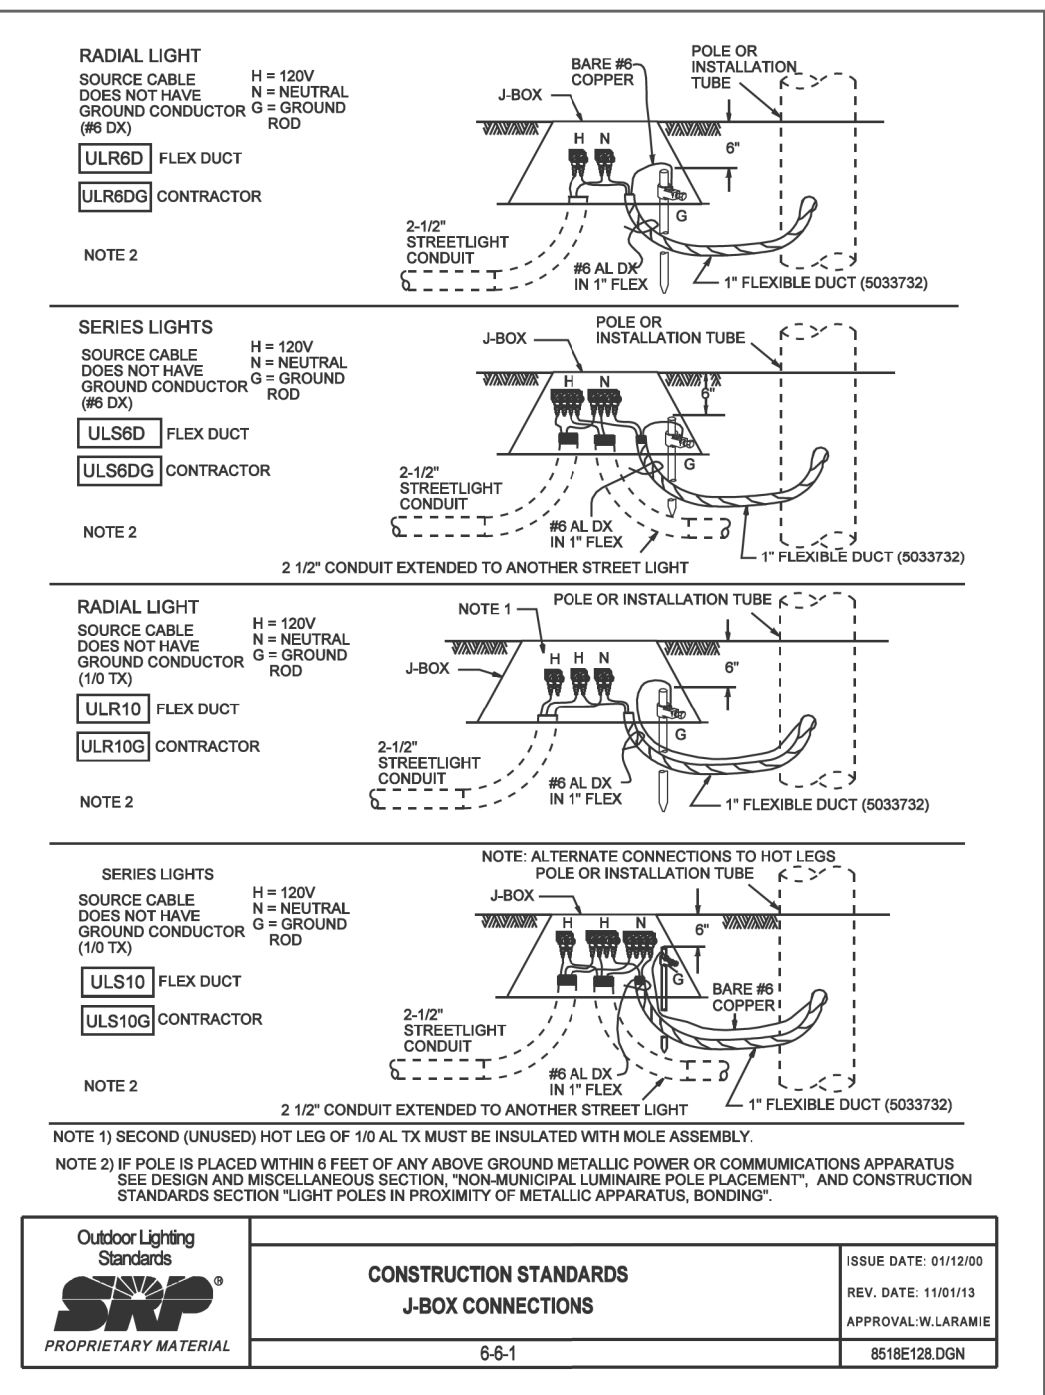 RADIAL LIGHT
SOURCE CABLE
DOES NOT HAVE
GROUND CONDUCTOR
(#6 DX)
H = 120V
N = NEUTRAL
G = GROUND
ROD
ULR6D FLEX DUCT
ULR6DG CONTRACTOR
NOTE 2
BARE #6
COPPER
J-BOX
POLE OR
INSTALLATION
TUBE
H N
6"
G
2-1/2"
STREETLIGHT
CONDUIT
#6 AL DX
IN 1" FLEX
1" FLEXIBLE DUCT (5033732)
SERIES LIGHTS
SOURCE CABLE
DOES NOT HAVE
GROUND CONDUCTOR
(#6 DX)
H = 120V
N = NEUTRAL
G = GROUND
ROD
ULS6D FLEX DUCT
ULS6DG CONTRACTOR
NOTE 2
J-BOX
POLE OR
INSTALLATION TUBE
H N
6"
G
2-1/2"
STREETLIGHT
CONDUIT
#6 AL DX
IN 1" FLEX
1" FLEXIBLE DUCT (5033732)
2 1/2" CONDUIT EXTENDED TO ANOTHER STREET LIGHT
RADIAL LIGHT
SOURCE CABLE
DOES NOT HAVE
GROUND CONDUCTOR
(1/0 TX)
H = 120V
N = NEUTRAL
G = GROUND
ROD
ULR10 FLEX DUCT
ULR10G CONTRACTOR
NOTE 2
NOTE 1
POLE OR INSTALLATION TUBE
J-BOX
H H N
6"
G
2-1/2"
STREETLIGHT
CONDUIT
#6 AL DX
IN 1" FLEX
1" FLEXIBLE DUCT (5033732)
SERIES LIGHTS
SOURCE CABLE
DOES NOT HAVE
GROUND CONDUCTOR
(1/0 TX)
H = 120V
N = NEUTRAL
G = GROUND
ROD
ULS10 FLEX DUCT
ULS10G CONTRACTOR
NOTE 2
NOTE: ALTERNATE CONNECTIONS TO HOT LEGS
POLE OR INSTALLATION TUBE
J-BOX
H H N
6"
G
BARE #6
COPPER
2-1/2"
STREETLIGHT
CONDUIT
#6 AL DX
IN 1" FLEX
1" FLEXIBLE DUCT (5033732)
2 1/2" CONDUIT EXTENDED TO ANOTHER STREET LIGHT
NOTE 1) SECOND (UNUSED) HOT LEG OF 1/0 AL TX MUST BE INSULATED WITH MOLE ASSEMBLY.
NOTE 2) IF POLE IS PLACED WITHIN 6 FEET OF ANY ABOVE GROUND METALLIC POWER OR COMMUMICATIONS APPARATUS
SEE DESIGN AND MISCELLANEOUS SECTION, "NON-MUNICIPAL LUMINAIRE POLE PLACEMENT", AND CONSTRUCTION
STANDARDS SECTION "LIGHT POLES IN PROXIMITY OF METALLIC APPARATUS, BONDING".
Outdoor Lighting
Standards
SRP®
PROPRIETARY MATERIAL
CONSTRUCTION STANDARDS
J-BOX CONNECTIONS
6-6-1
ISSUE DATE: 01/12/00
REV. DATE: 11/01/13
APPROVAL:W.LARAMIE
8518E128.DGN